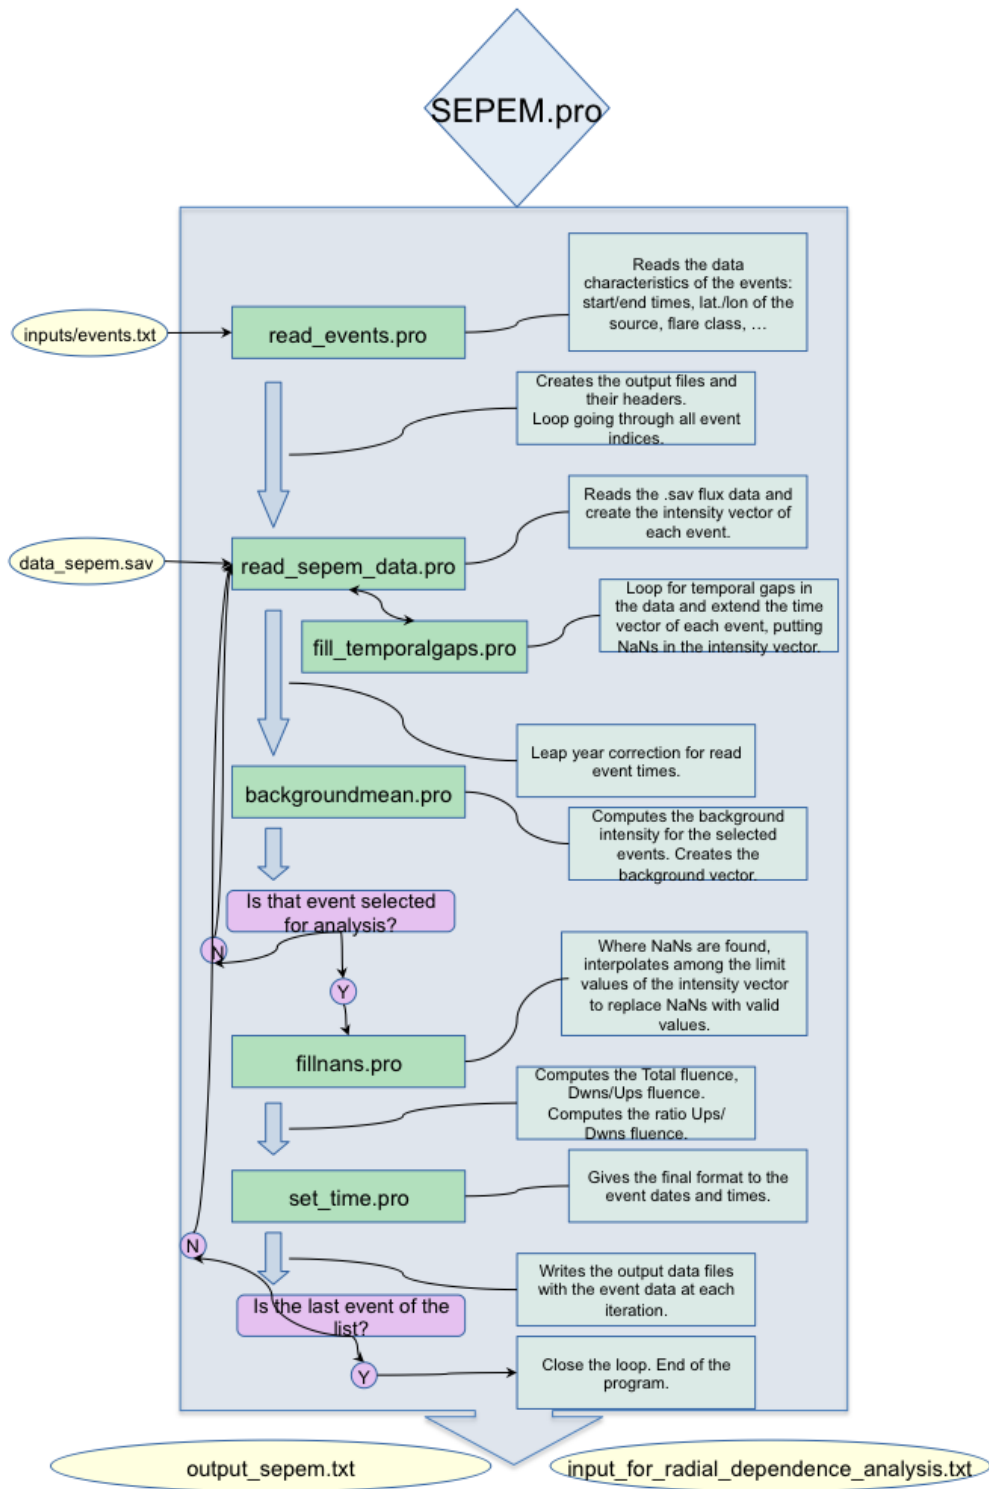 SEPEM.pro
Reads the data
characteristics of the events:
start/end times, lat./lon of the
source, flare class, …
inputs/events.txt
read_events.pro
Creates the output files and
their headers.
Loop going through all event
indices.
Reads the .sav flux data and
create the intensity vector of
each event.
data_sepem.sav
read_sepem_data.pro
Loop for temporal gaps in
the data and extend the time
vector of each event, putting
NaNs in the intensity vector.
fill_temporalgaps.pro
Leap year correction for read
event times.
backgroundmean.pro
Computes the background
intensity for the selected
events. Creates the
background vector.
Is that event selected
for analysis?
N
Y
Where NaNs are found,
interpolates among the limit
values of the intensity vector
to replace NaNs with valid
values.
fillnans.pro
Computes the Total fluence,
Dwns/Ups fluence.
Computes the ratio Ups/
Dwns fluence.
set_time.pro
Gives the final format to the
event dates and times.
N
Writes the output data files
with the event data at each
iteration.
Is the last event of the
list?
Y
Close the loop. End of the
program.
output_sepem.txt
input_for_radial_dependence_analysis.txt